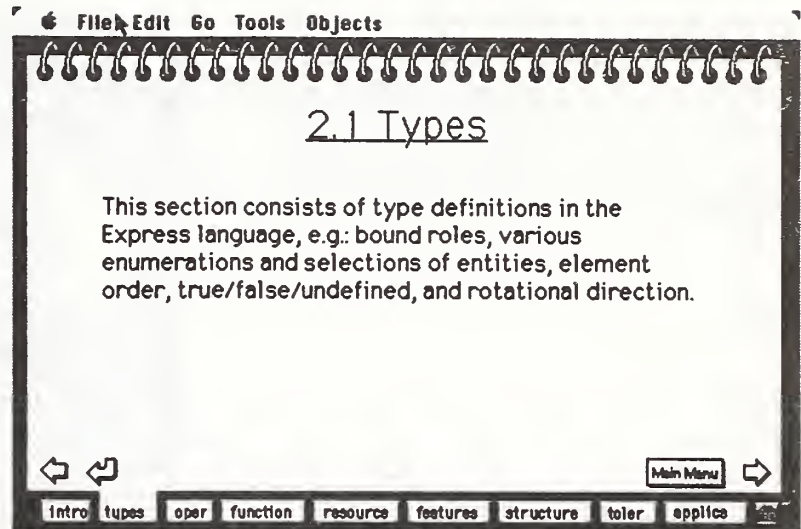 File Edit Go Tools Objects
2.1 Types
This section consists of type definitions in the
Express language, e.g.: bound roles, various
enumerations and selections of entities, element
order, true/false/undefined, and rotational direction.
Main Menu
intro types oper function resource features structure toler applica